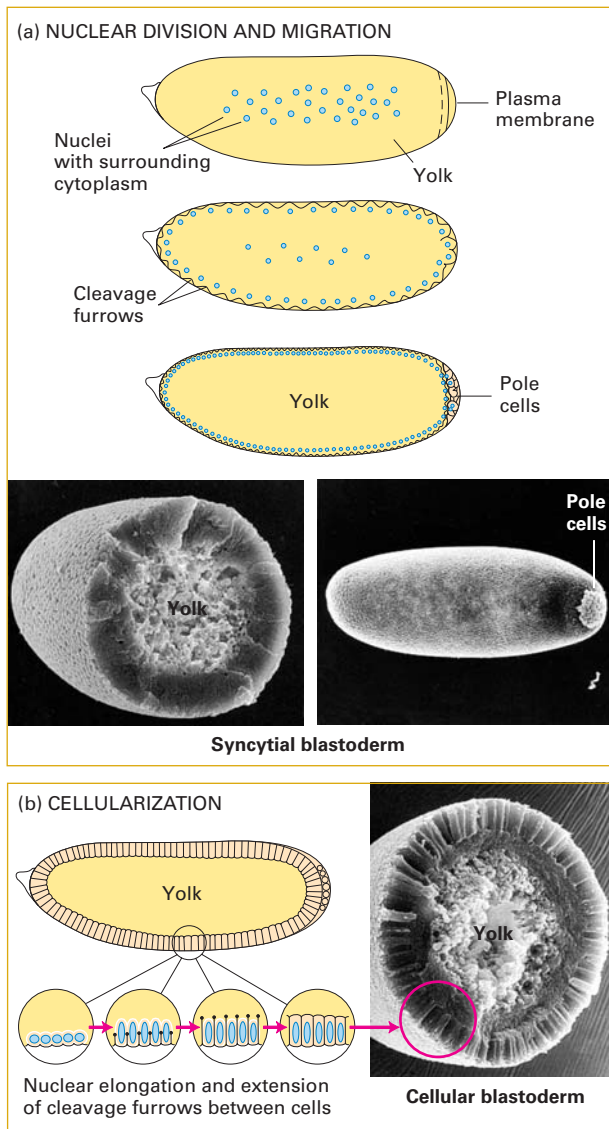 (a) NUCLEAR DIVISION AND MIGRATION
Plasma
membrane
Nuclei
with surrounding
cytoplasm
Yolk
Cleavage
furrows
Yolk
Pole
cells
Yolk
Pole
cells
Syncytial blastoderm
(b) CELLULARIZATION
Yolk
Yolk
Nuclear elongation and extension
of cleavage furrows between cells
Cellular blastoderm